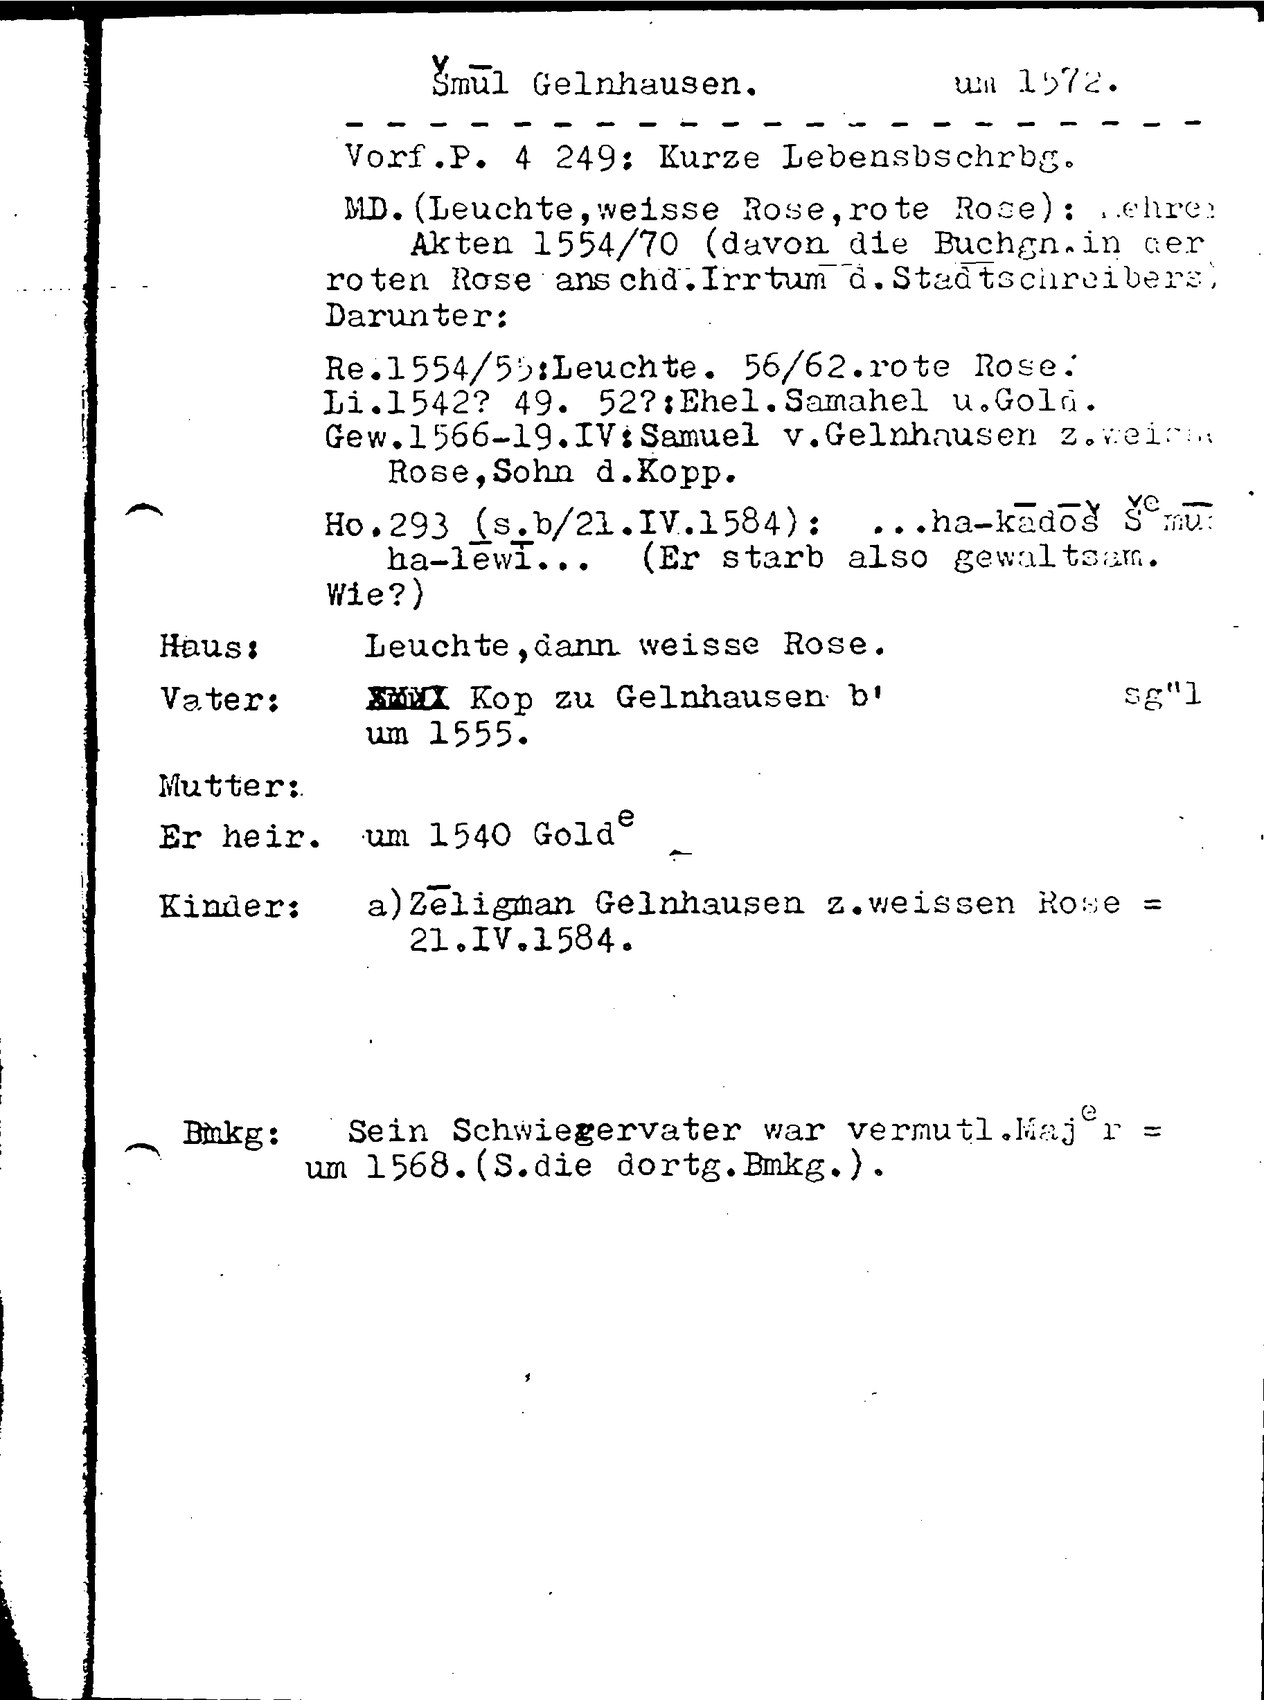 Šmūl Gelnhausen. um 1572.
Vorf.P. 4 249: Kurze Lebensbschrbg.
MD.(Leuchte,weisse Rose,rote Rose):
Akten 1554/70 (davon die Buchgn.in der
roten Rose anschd.Irrtum d.Stadtschreibers)
Darunter:
Re.1554/55:Leuchte. 56/62.rote Rose.
Li.1542? 49. 52?:Ehel.Samahel u.Gold.
Gew.1566-19.IV:Samuel v.Gelnhausen
Rose,Sohn d.Kopp.
Ho.293 (s.b/21.IV.1584): ...ha-kādōš
ha-lēwī... (Er starb also gewaltsam.
Wie?)
Haus: Leuchte,dann weisse Rose.
Vater: Kop zu Gelnhausen b' sg"l
um 1555.
Mutter:
Er heir. um 1540 Goldᵉ
Kinder: a)Zēligman Gelnhausen z.weissen Rose =
21.IV.1584.
Bmkg: Sein Schwiegervater war vermutl.Majᵉr =
um 1568.(S.die dortg.Bmkg.).